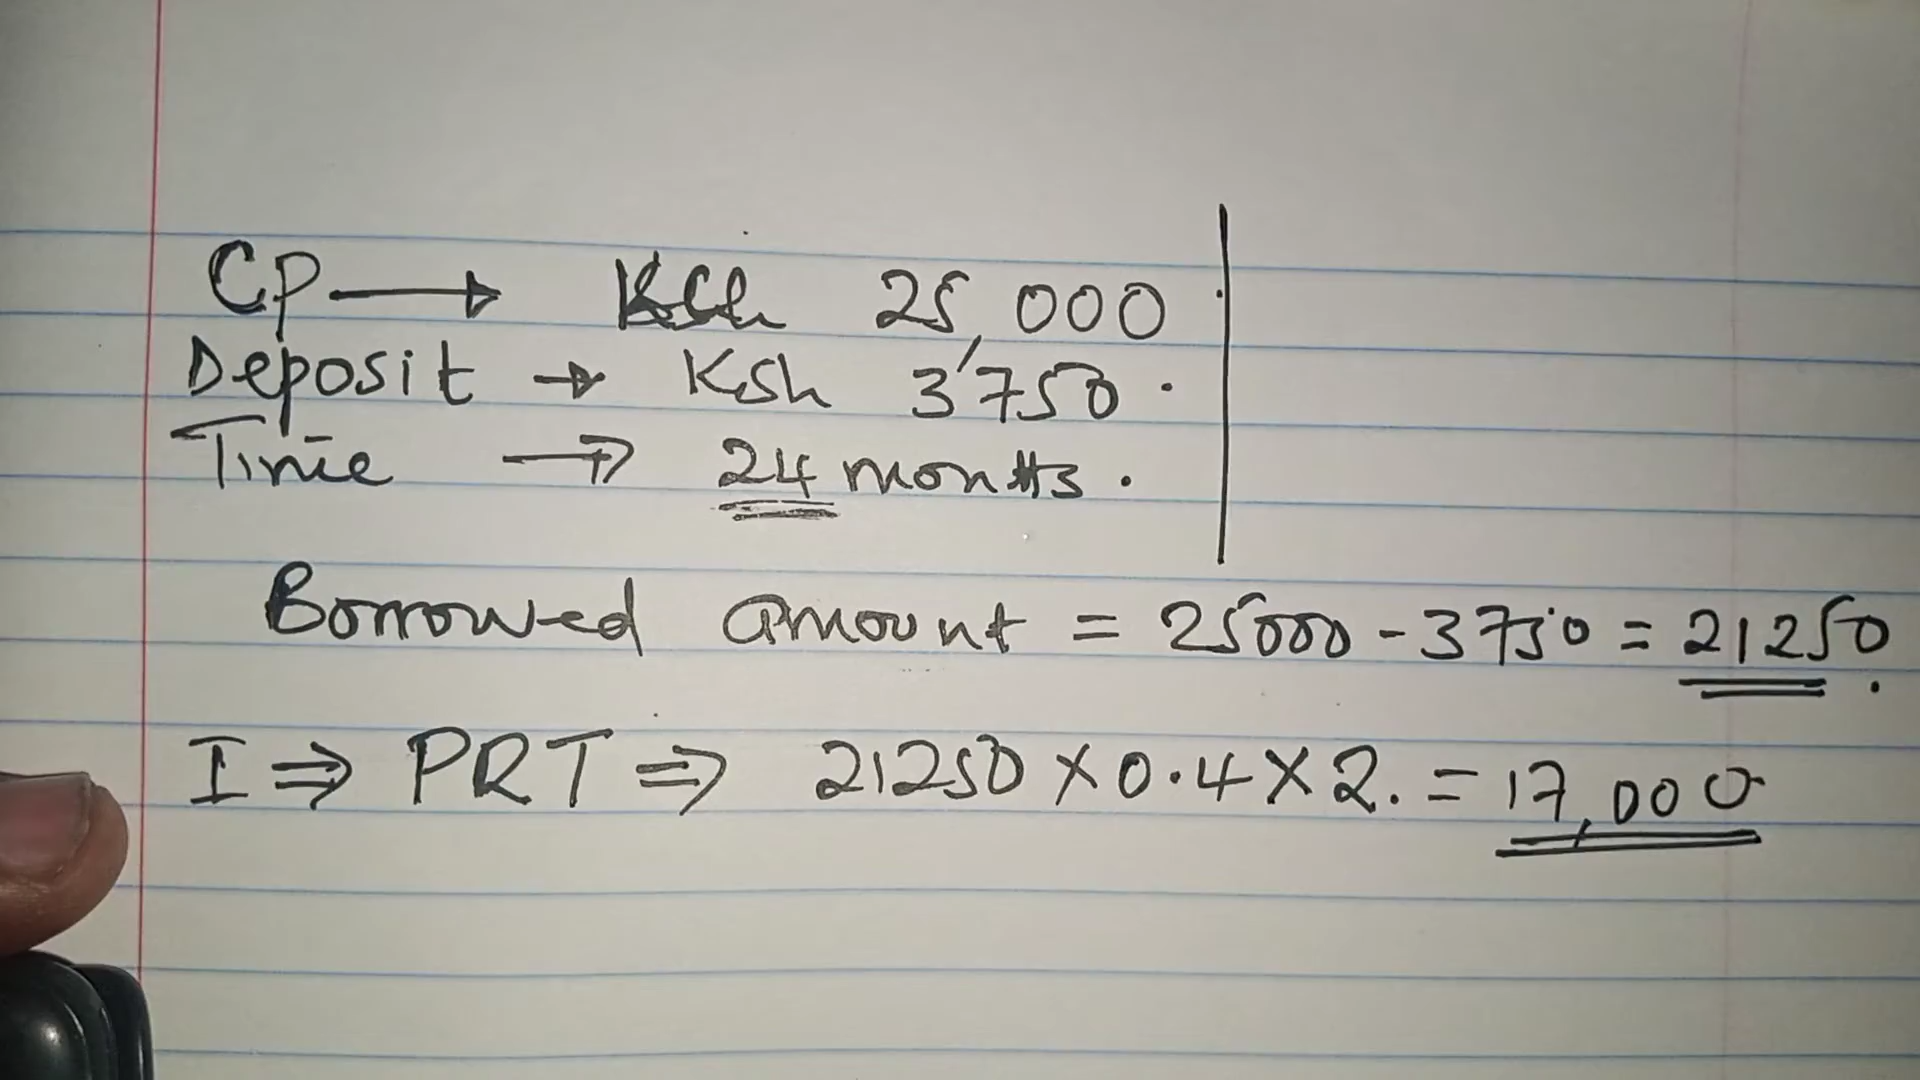 CP → Ksh 25,000
Deposit → Ksh 3'750.
Time → 24 months.
Borrowed amount = 25000 - 3750 = 21250.
I ⇒ PRT ⇒ 21250 × 0.4 × 2. = 17,000